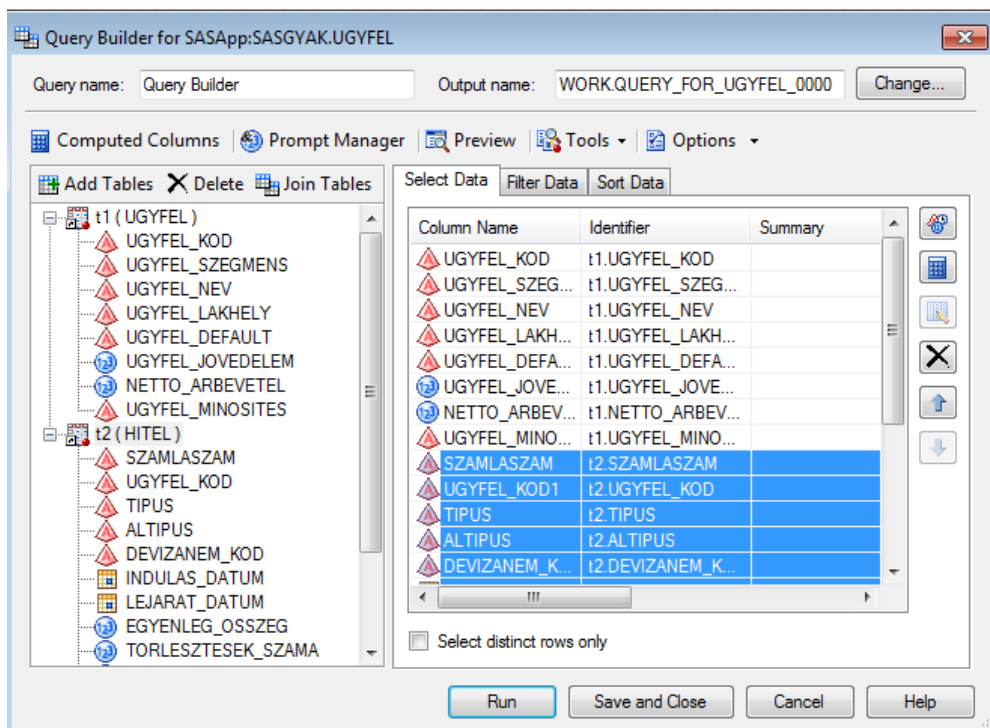 Query Builder for SASApp:SASGYAK.UGYFEL
Query name: Query Builder Output name: WORK.QUERY_FOR_UGYFEL_0000 Change...
Computed Columns Prompt Manager Preview Tools Options
Add Tables Delete Join Tables
t1 ( UGYFEL )
UGYFEL_KOD
UGYFEL_SZEGMENS
UGYFEL_NEV
UGYFEL_LAKHELY
UGYFEL_DEFAULT
UGYFEL_JOVEDELEM
NETTO_ARBEVETEL
UGYFEL_MINOSITES
t2 ( HITEL )
SZAMLASZAM
UGYFEL_KOD
TIPUS
ALTIPUS
DEVIZANEM_KOD
INDULAS_DATUM
LEJARAT_DATUM
EGYENLEG_OSSZEG
TORLESZTESEK_SZAMA
Select Data Filter Data Sort Data
Column Name Identifier Summary
UGYFEL_KOD t1.UGYFEL_KOD
UGYFEL_SZEG... t1.UGYFEL_SZEG...
UGYFEL_NEV t1.UGYFEL_NEV
UGYFEL_LAKH... t1.UGYFEL_LAKH...
UGYFEL_DEFA... t1.UGYFEL_DEFA...
UGYFEL_JOVE... t1.UGYFEL_JOVE...
NETTO_ARBEV... t1.NETTO_ARBEV...
UGYFEL_MINO... t1.UGYFEL_MINO...
SZAMLASZAM t2.SZAMLASZAM
UGYFEL_KOD1 t2.UGYFEL_KOD
TIPUS t2.TIPUS
ALTIPUS t2.ALTIPUS
DEVIZANEM_K... t2.DEVIZANEM_K...
Select distinct rows only
Run Save and Close Cancel Help